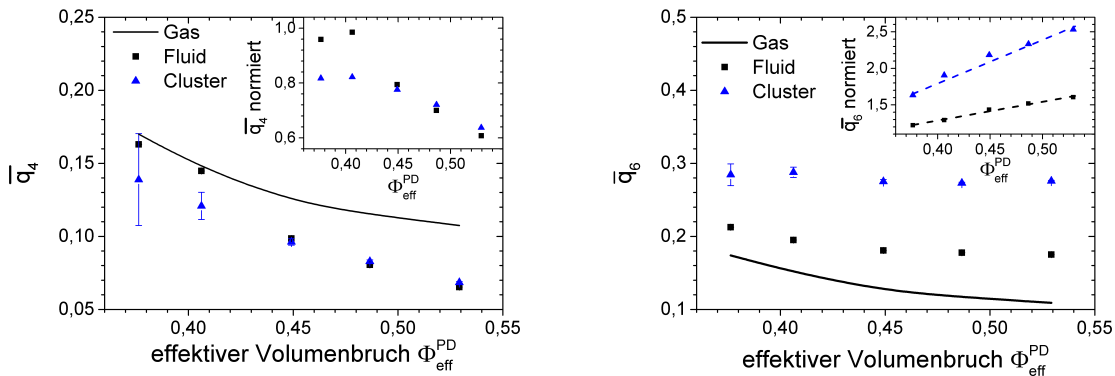 0,25
0,20
0,15
0,10
0,05
q̄₄
0,40 0,45 0,50 0,55
effektiver Volumenbruch Φ_eff^PD
Gas
Fluid
Cluster
1,0
0,8
0,6
q̄₄ normiert
0,40 0,45 0,50
Φ_eff^PD
0,5
0,4
0,3
0,2
0,1
q̄₆
0,40 0,45 0,50 0,55
effektiver Volumenbruch Φ_eff^PD
Gas
Fluid
Cluster
2,5
2,0
1,5
q̄₆ normiert
0,40 0,45 0,50
Φ_eff^PD